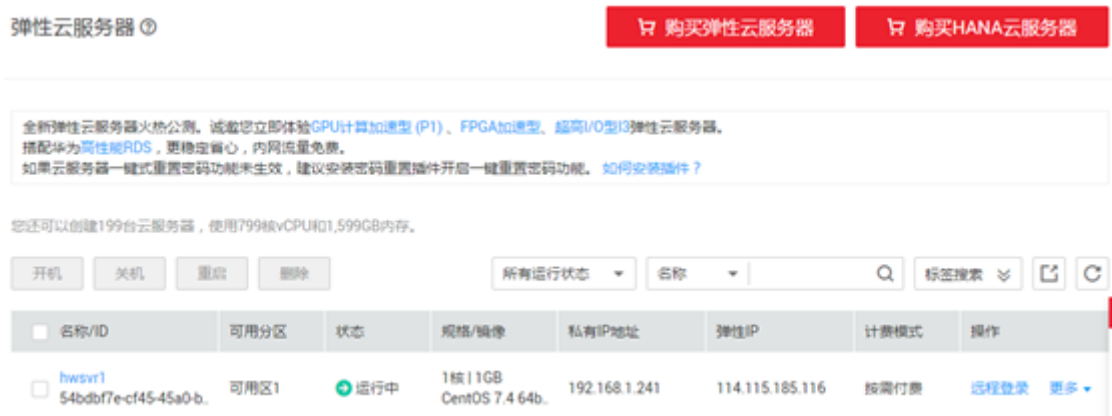 弹性云服务器
购买弹性云服务器
购买HANA云服务器
全新弹性云服务器火热公测。诚邀您立即体验GPU计算加速型 (P1) 、FPGA加速型、超高I/O型I3弹性云服务器。
搭配华为高性能RDS，更稳定省心，内网流量免费。
如果云服务器一键式重置密码功能未生效，建议安装密码重置插件开启一键重置密码功能。 如何安装插件？
您还可以创建199台云服务器，使用799核vCPU和1,599GB内存。
开机 关机 重启 删除 所有运行状态 名称 标签搜索
名称/ID 可用分区 状态 规格/镜像 私有IP地址 弹性IP 计费模式 操作
hwsvr1
54bdbf7e-cf45-45a0-b..
可用区1
运行中
1核 | 1GB
CentOS 7.4 64b..
192.168.1.241
114.115.185.116
按需付费
远程登录 更多